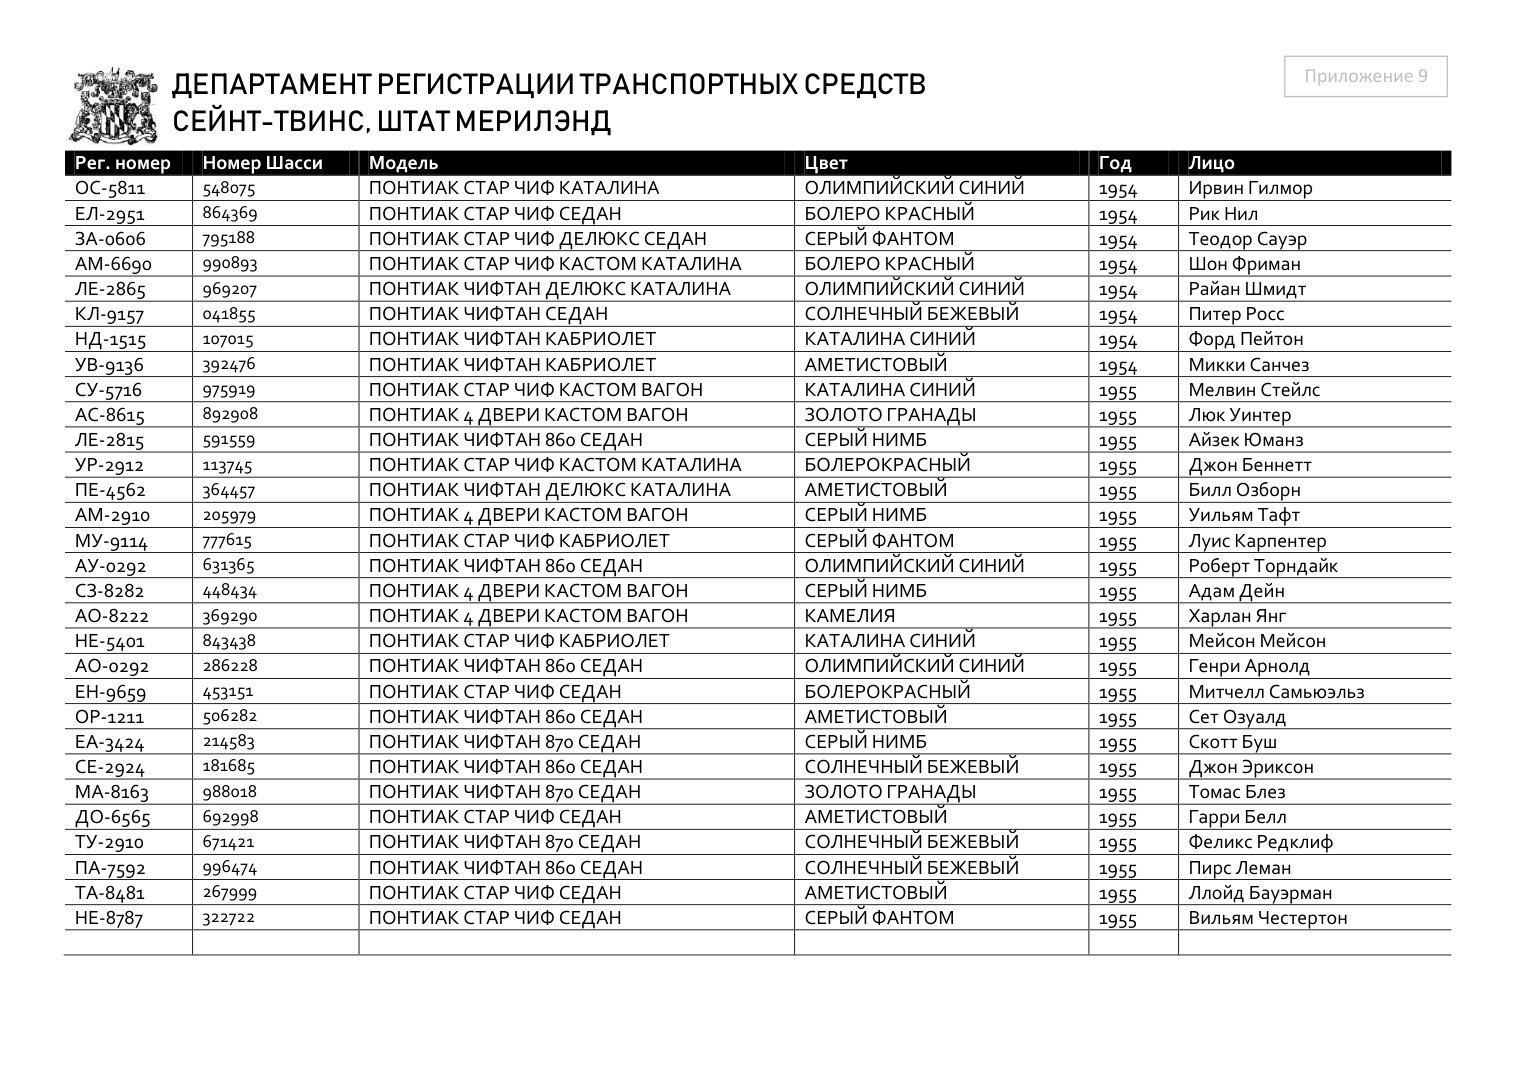 Приложение 9
ДЕПАРТАМЕНТ РЕГИСТРАЦИИ ТРАНСПОРТНЫХ СРЕДСТВ
СЕЙНТ-ТВИНС, ШТАТ МЕРИЛЭНД
Рег. номер Номер Шасси Модель Цвет Год Лицо
ОС-5811 548075 ПОНТИАК СТАР ЧИФ КАТАЛИНА ОЛИМПИЙСКИЙ СИНИЙ 1954 Ирвин Гилмор
ЕЛ-2951 864369 ПОНТИАК СТАР ЧИФ СЕДАН БОЛЕРО КРАСНЫЙ 1954 Рик Нил
ЗА-0606 795188 ПОНТИАК СТАР ЧИФ ДЕЛЮКС СЕДАН СЕРЫЙ ФАНТОМ 1954 Теодор Сауэр
АМ-6690 990893 ПОНТИАК СТАР ЧИФ КАСТОМ КАТАЛИНА БОЛЕРО КРАСНЫЙ 1954 Шон Фриман
ЛЕ-2865 969207 ПОНТИАК ЧИФТАН ДЕЛЮКС КАТАЛИНА ОЛИМПИЙСКИЙ СИНИЙ 1954 Райан Шмидт
КЛ-9157 041855 ПОНТИАК ЧИФТАН СЕДАН СОЛНЕЧНЫЙ БЕЖЕВЫЙ 1954 Питер Росс
НД-1515 107015 ПОНТИАК ЧИФТАН КАБРИОЛЕТ КАТАЛИНА СИНИЙ 1954 Форд Пейтон
УВ-9136 392476 ПОНТИАК ЧИФТАН КАБРИОЛЕТ АМЕТИСТОВЫЙ 1954 Микки Санчез
СУ-5716 975919 ПОНТИАК СТАР ЧИФ КАСТОМ ВАГОН КАТАЛИНА СИНИЙ 1955 Мелвин Стейлс
АС-8615 892908 ПОНТИАК 4 ДВЕРИ КАСТОМ ВАГОН ЗОЛОТО ГРАНАДЫ 1955 Люк Уинтер
ЛЕ-2815 591559 ПОНТИАК ЧИФТАН 860 СЕДАН СЕРЫЙ НИМБ 1955 Айзек Юманз
УР-2912 113745 ПОНТИАК СТАР ЧИФ КАСТОМ КАТАЛИНА БОЛЕРОКРАСНЫЙ 1955 Джон Беннетт
ПЕ-4562 364457 ПОНТИАК ЧИФТАН ДЕЛЮКС КАТАЛИНА АМЕТИСТОВЫЙ 1955 Билл Озборн
АМ-2910 205979 ПОНТИАК 4 ДВЕРИ КАСТОМ ВАГОН СЕРЫЙ НИМБ 1955 Уильям Тафт
МУ-9114 777615 ПОНТИАК СТАР ЧИФ КАБРИОЛЕТ СЕРЫЙ ФАНТОМ 1955 Луис Карпентер
АУ-0292 631365 ПОНТИАК ЧИФТАН 860 СЕДАН ОЛИМПИЙСКИЙ СИНИЙ 1955 Роберт Торндайк
СЗ-8282 448434 ПОНТИАК 4 ДВЕРИ КАСТОМ ВАГОН СЕРЫЙ НИМБ 1955 Адам Дейн
АО-8222 369290 ПОНТИАК 4 ДВЕРИ КАСТОМ ВАГОН КАМЕЛИЯ 1955 Харлан Янг
НЕ-5401 843438 ПОНТИАК СТАР ЧИФ КАБРИОЛЕТ КАТАЛИНА СИНИЙ 1955 Мейсон Мейсон
АО-0292 286228 ПОНТИАК ЧИФТАН 860 СЕДАН ОЛИМПИЙСКИЙ СИНИЙ 1955 Генри Арнолд
ЕН-9659 453151 ПОНТИАК СТАР ЧИФ СЕДАН БОЛЕРОКРАСНЫЙ 1955 Митчелл Самьюэльз
ОР-1211 506282 ПОНТИАК ЧИФТАН 860 СЕДАН АМЕТИСТОВЫЙ 1955 Сет Озуалд
ЕА-3424 214583 ПОНТИАК ЧИФТАН 870 СЕДАН СЕРЫЙ НИМБ 1955 Скотт Буш
СЕ-2924 181685 ПОНТИАК ЧИФТАН 860 СЕДАН СОЛНЕЧНЫЙ БЕЖЕВЫЙ 1955 Джон Эриксон
МА-8163 988018 ПОНТИАК ЧИФТАН 870 СЕДАН ЗОЛОТО ГРАНАДЫ 1955 Томас Блез
ДО-6565 692998 ПОНТИАК СТАР ЧИФ СЕДАН АМЕТИСТОВЫЙ 1955 Гарри Белл
ТУ-2910 671421 ПОНТИАК ЧИФТАН 870 СЕДАН СОЛНЕЧНЫЙ БЕЖЕВЫЙ 1955 Феликс Редклиф
ПА-7592 996474 ПОНТИАК ЧИФТАН 860 СЕДАН СОЛНЕЧНЫЙ БЕЖЕВЫЙ 1955 Пирс Леман
ТА-8481 267999 ПОНТИАК СТАР ЧИФ СЕДАН АМЕТИСТОВЫЙ 1955 Ллойд Бауэрман
НЕ-8787 322722 ПОНТИАК СТАР ЧИФ СЕДАН СЕРЫЙ ФАНТОМ 1955 Вильям Честертон